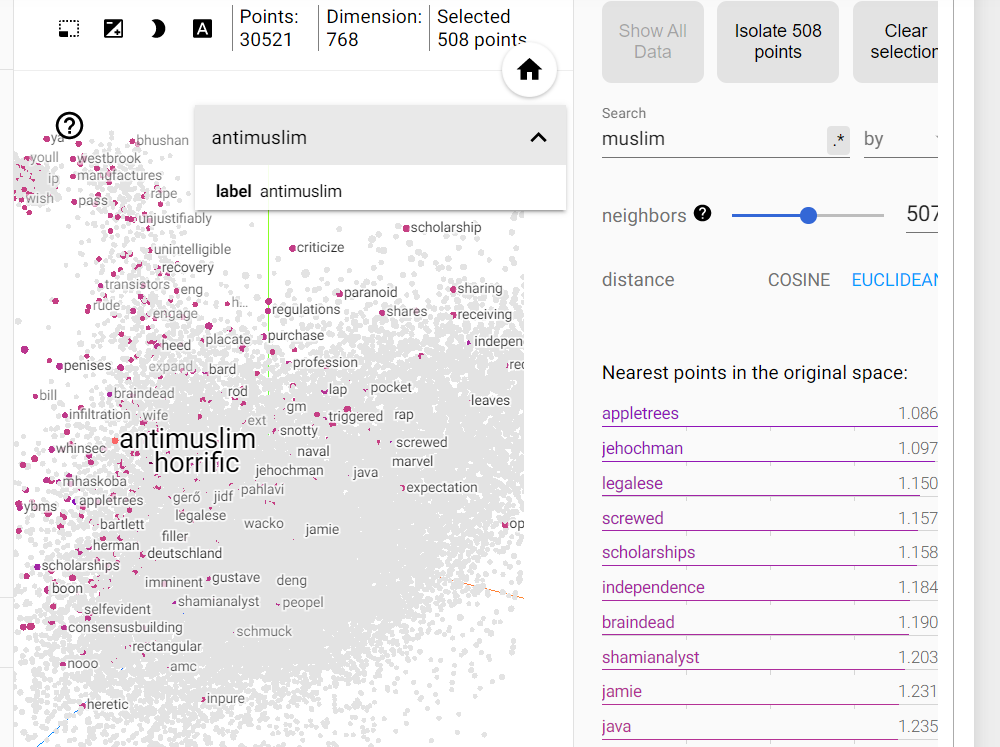 A
Points:
30521
Dimension:
768
Selected
508 points
Show All
Data
Isolate 508
points
Clear
selection
antimuslim
label antimuslim
Search
muslim
.*
by
neighbors
?
507
distance
COSINE
EUCLIDEAN
Nearest points in the original space:
appletrees 1.086
jehochman 1.097
legalese 1.150
screwed 1.157
scholarships 1.158
independence 1.184
braindead 1.190
shamianalyst 1.203
jamie 1.231
java 1.235
?
ya
bhushan
youll
westbrook
ip
mangfactures
wish
pass
rape
unjustifiably
scholarship
unintelligible
criticize
recovery
transistors
eng
paranoid
sharing
rude
h...
engage
regulations
shares
receiving
heed
placate
purchase
indepen
penises
expand
bard
profession
bill
braindead
rod
lap
pocket
leaves
infiltration
wife
ext
gm
triggered
rap
snotty
antimuslim
horrific
whinsec
naval
screwed
marvel
mhaskoba
jehochman
java
appletrees
gero
jidf
pahlavi
expectation
ybms
bartlett
legalese
wacko
jamie
op
filler
herman
deutschland
scholarships
imminent
gustave
deng
boon
selfevident
shamianalyst
peopel
consensusbuilding
schmuck
rectangular
nooo
amc
heretic
inpure